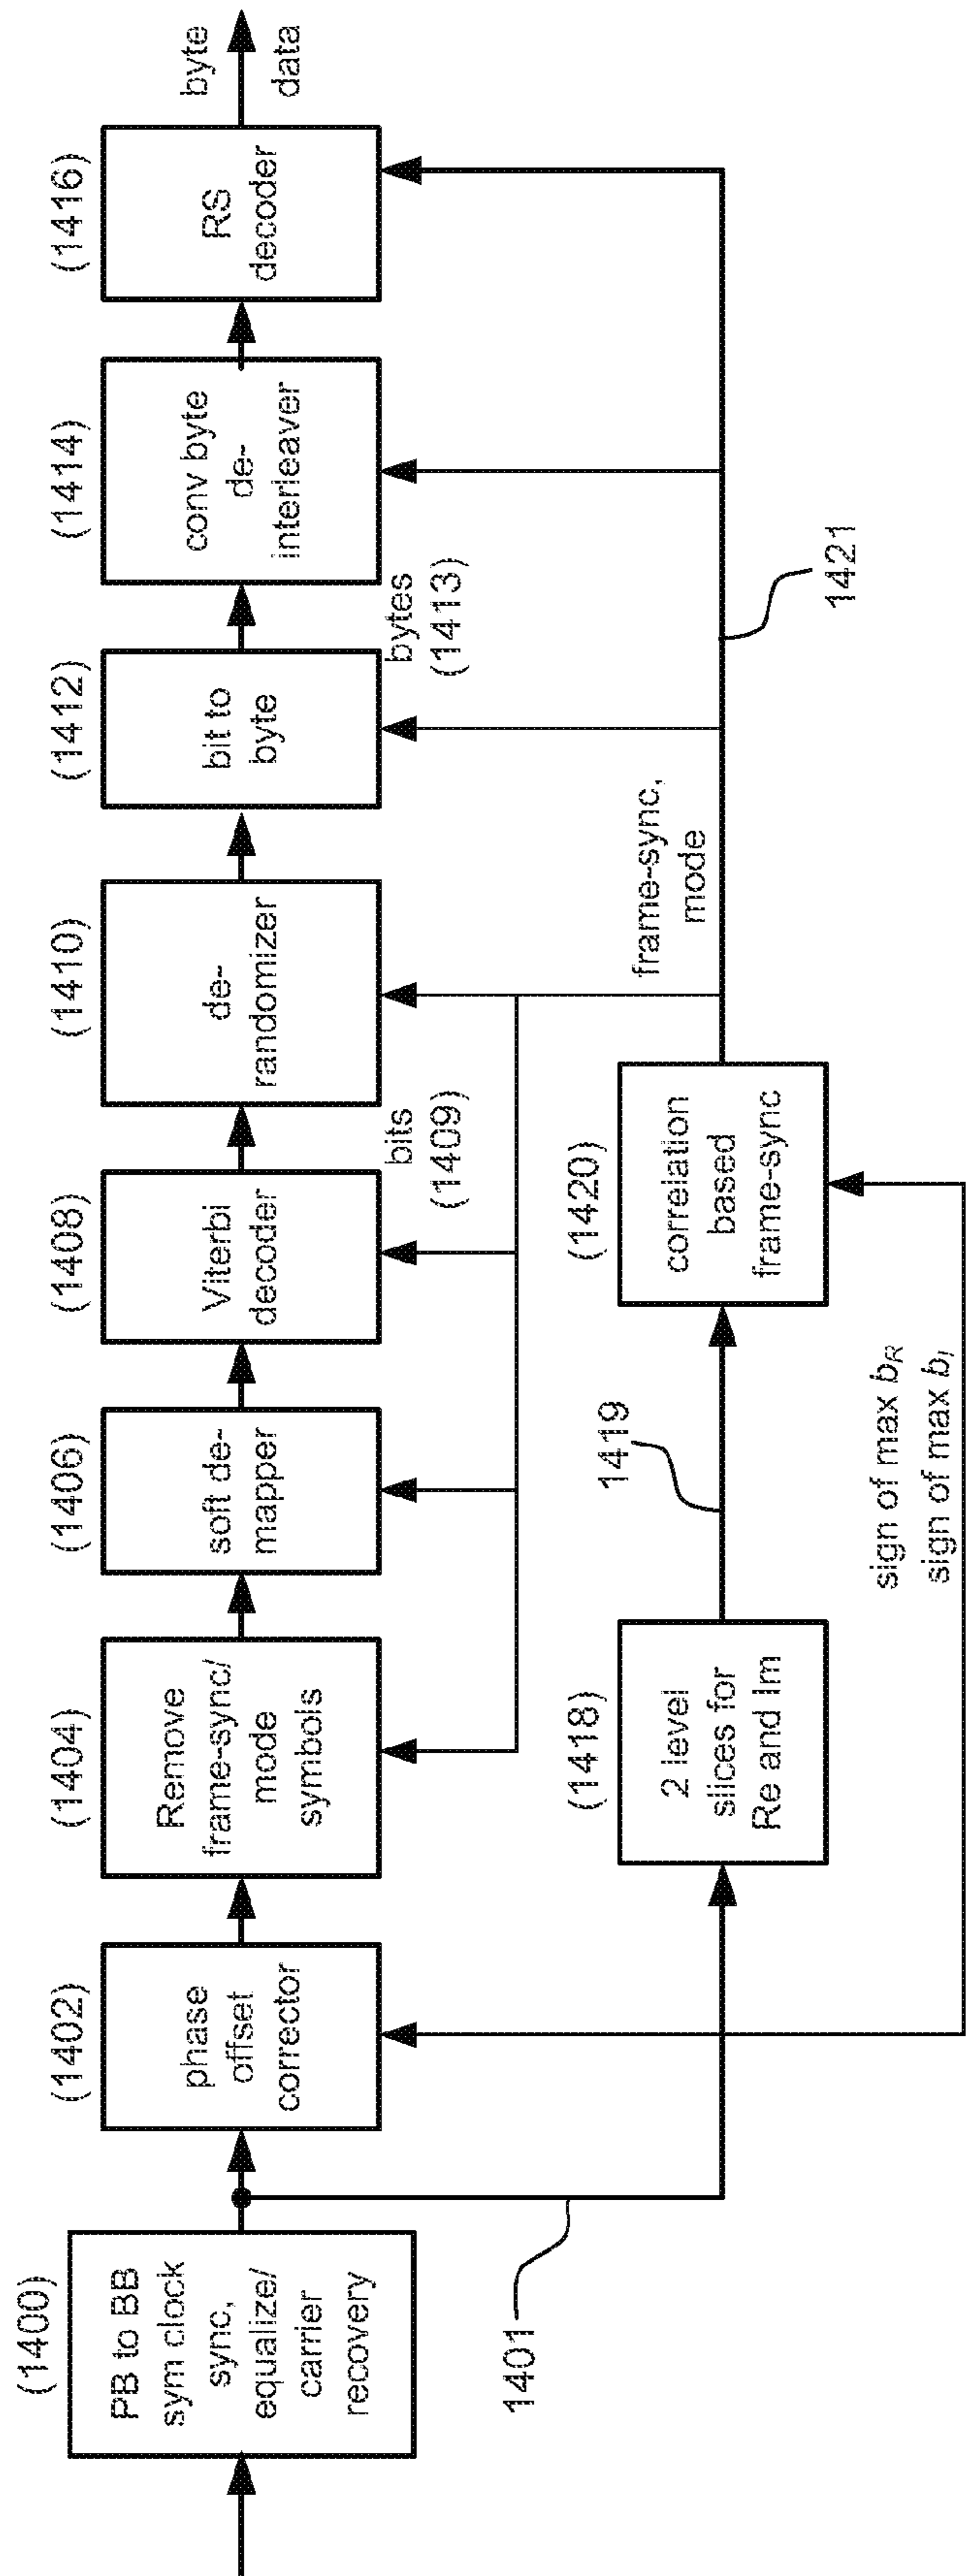 (1400)
PB to BB
sym clock
sync,
equalize/
carrier
recovery
(1402)
phase
offset
corrector
(1404)
Remove
frame-sync/
mode
symbols
(1406)
soft de-
mapper
(1408)
Viterbi
decoder
bits
(1409)
(1410)
de-
randomizer
(1412)
bit to
byte
bytes
(1413)
(1414)
conv byte
de-
interleaver
(1416)
RS
decoder
byte
data
1401
(1418)
2 level
slices for
Re and Im
1419
(1420)
correlation
based
frame-sync
frame-sync,
mode
1421
sign of max bR
sign of max bI